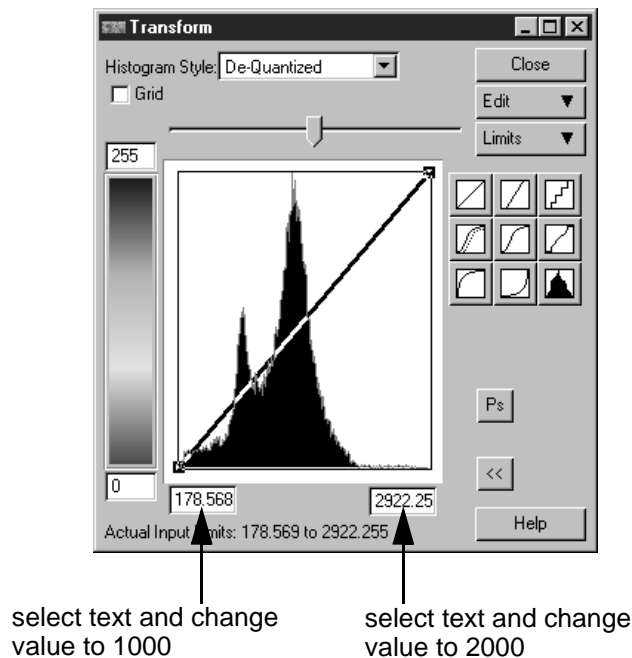 Transform
Histogram Style: De-Quantized
Close
Grid
Edit
Limits
255
Ps
<<
0
178.568
2922.25
Actual Input Limits: 178.569 to 2922.255
Help
select text and change
value to 1000
select text and change
value to 2000